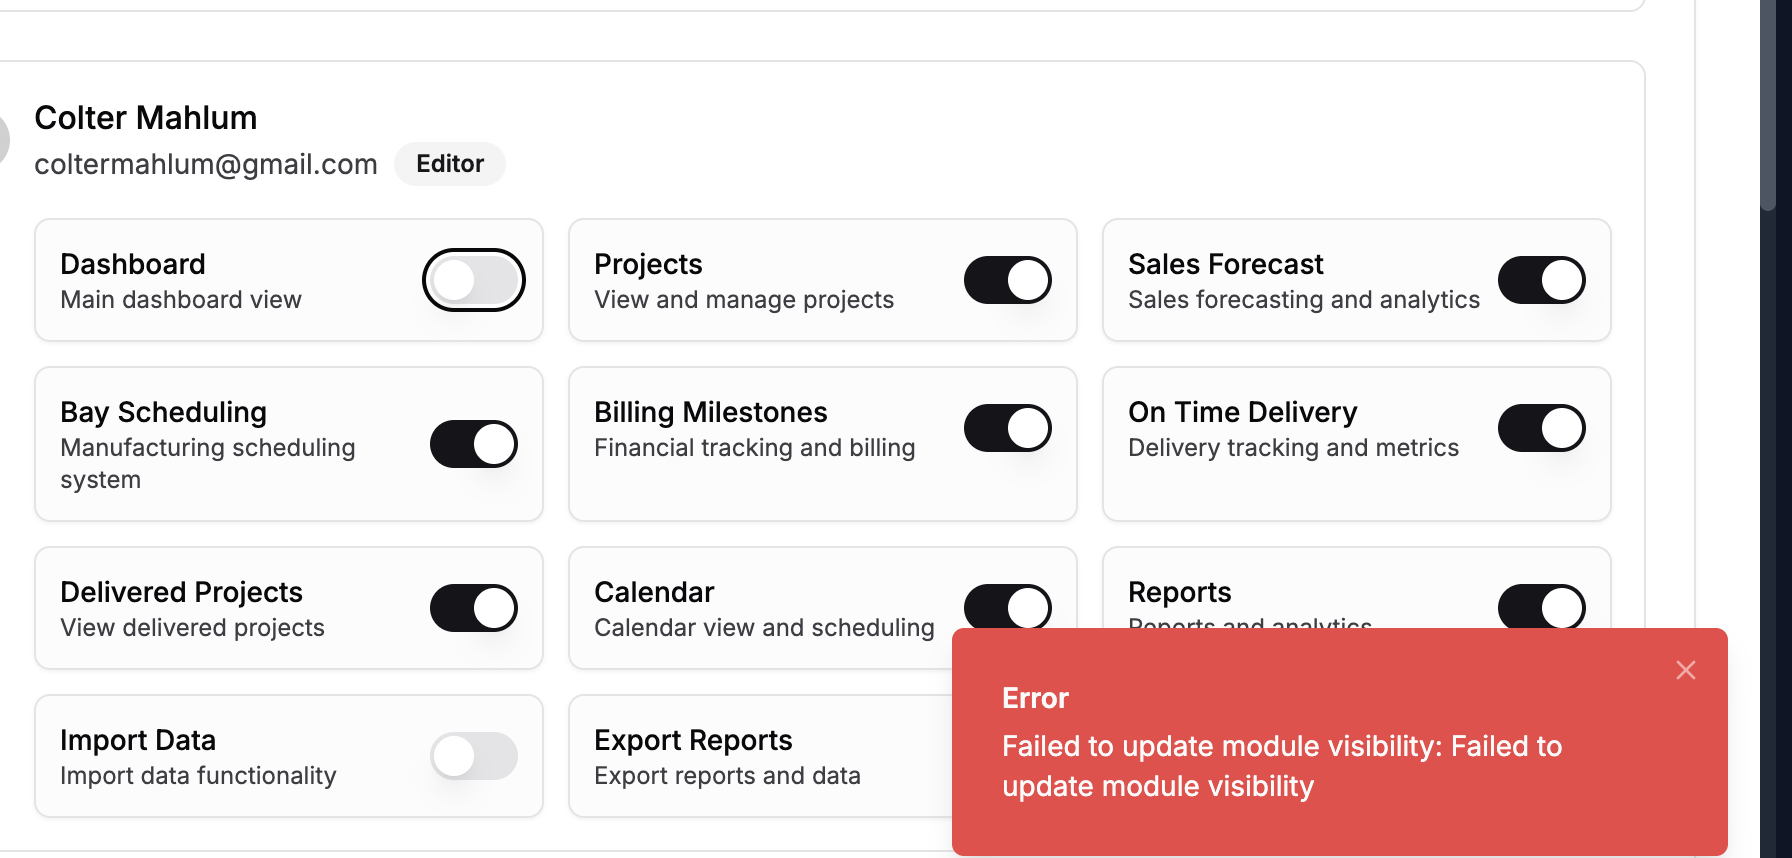 Colter Mahlum
coltermahlum@gmail.com Editor
Dashboard
Main dashboard view
Projects
View and manage projects
Sales Forecast
Sales forecasting and analytics
Bay Scheduling
Manufacturing scheduling
system
Billing Milestones
Financial tracking and billing
On Time Delivery
Delivery tracking and metrics
Delivered Projects
View delivered projects
Calendar
Calendar view and scheduling
Reports
Reports and analytics
Import Data
Import data functionality
Export Reports
Export reports and data
Error
Failed to update module visibility: Failed to
update module visibility